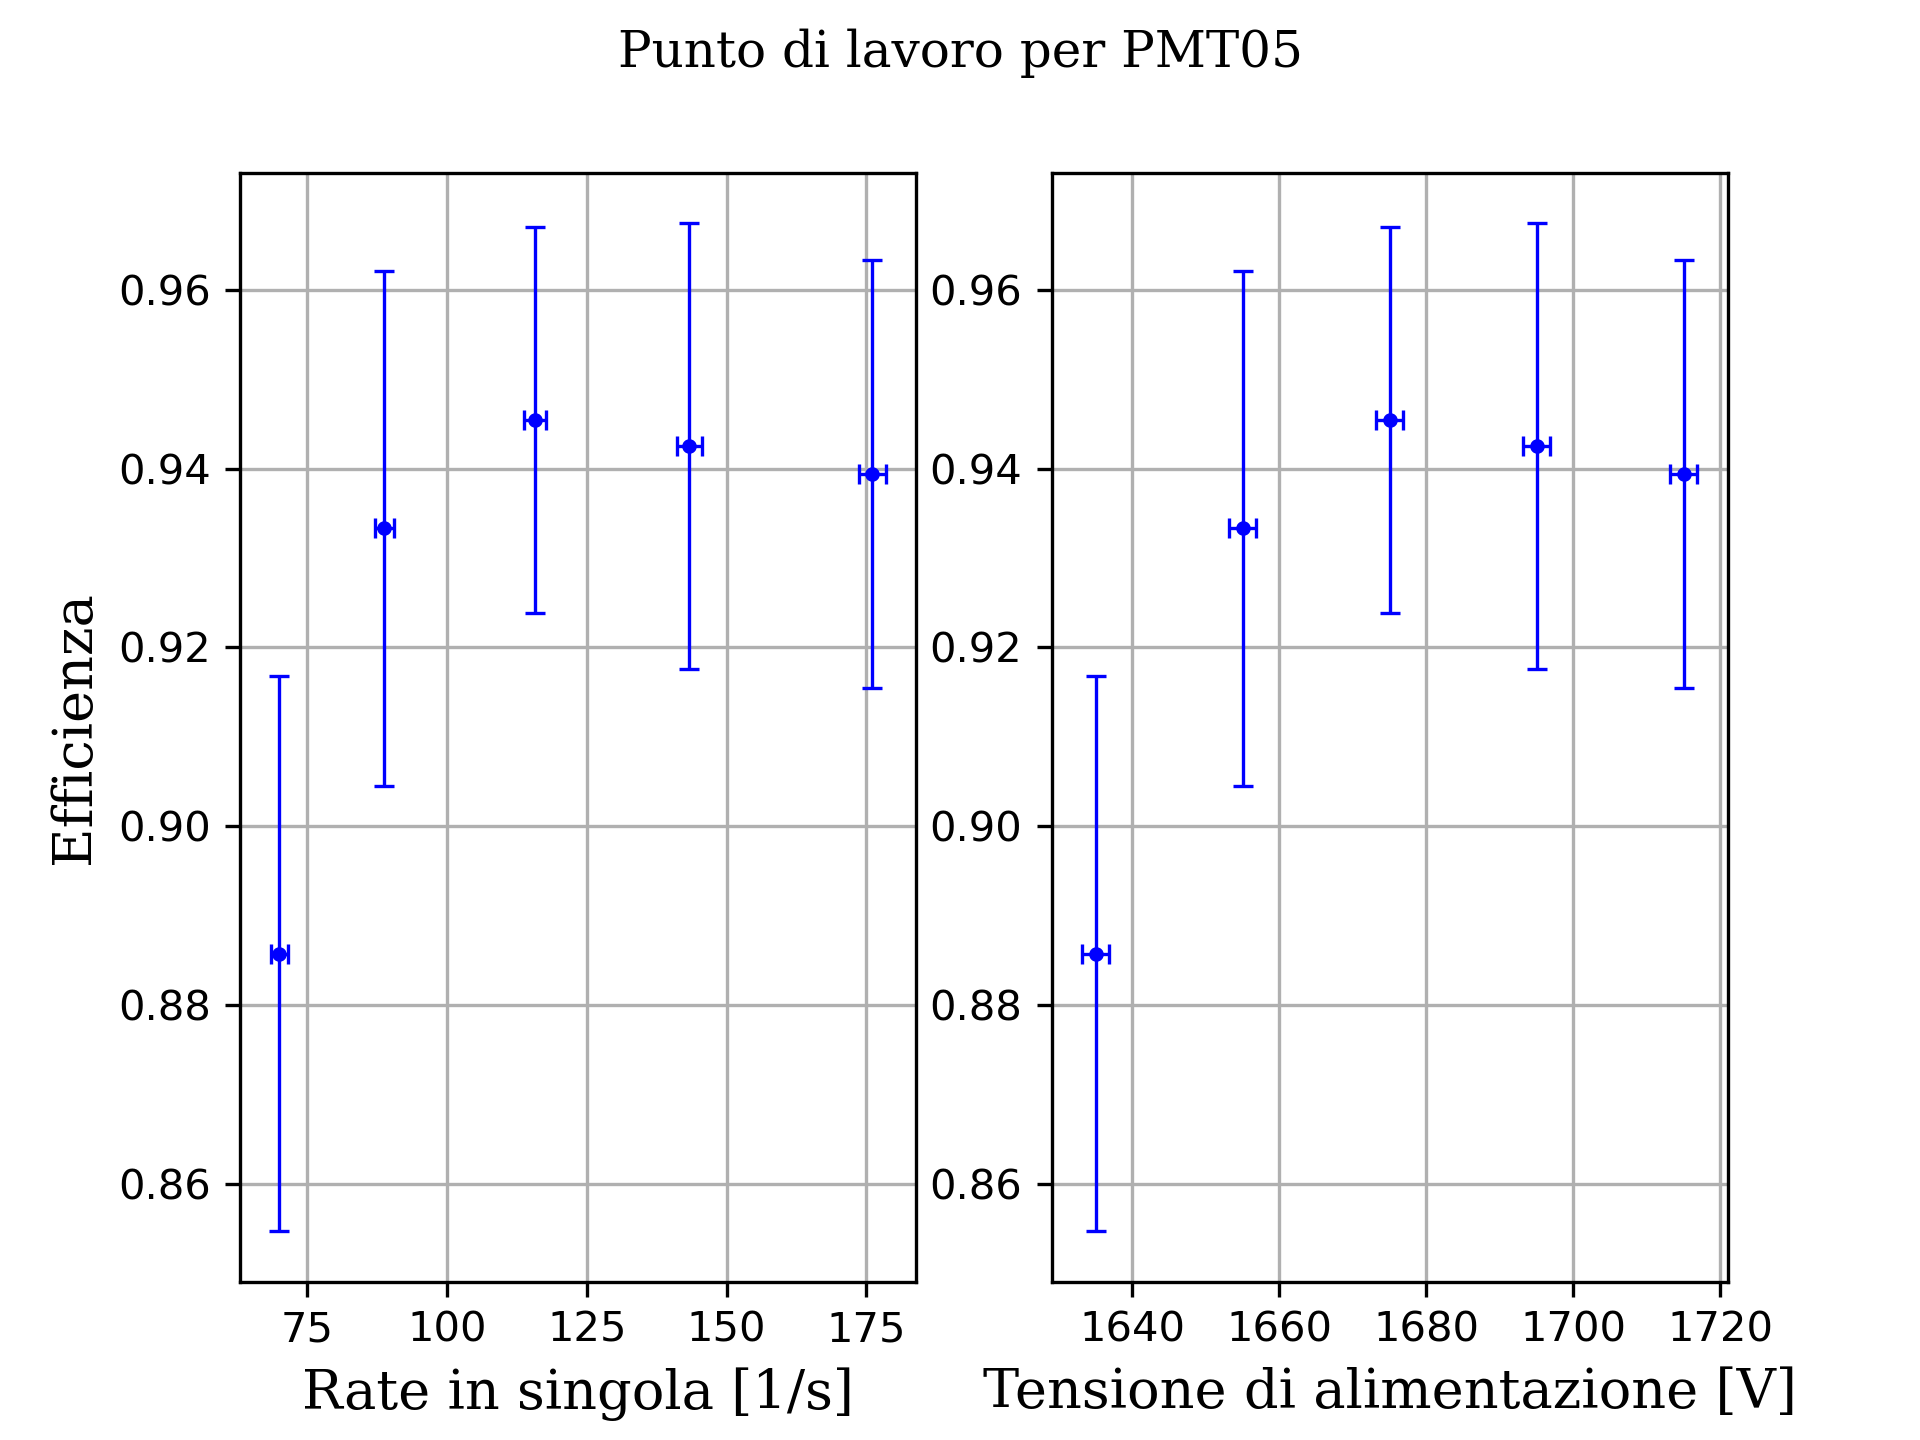 Punto di lavoro per PMT05
Efficienza
0.96
0.94
0.92
0.90
0.88
0.86
75 100 125 150 175
Rate in singola [1/s]
0.96
0.94
0.92
0.90
0.88
0.86
1640 1660 1680 1700 1720
Tensione di alimentazione [V]